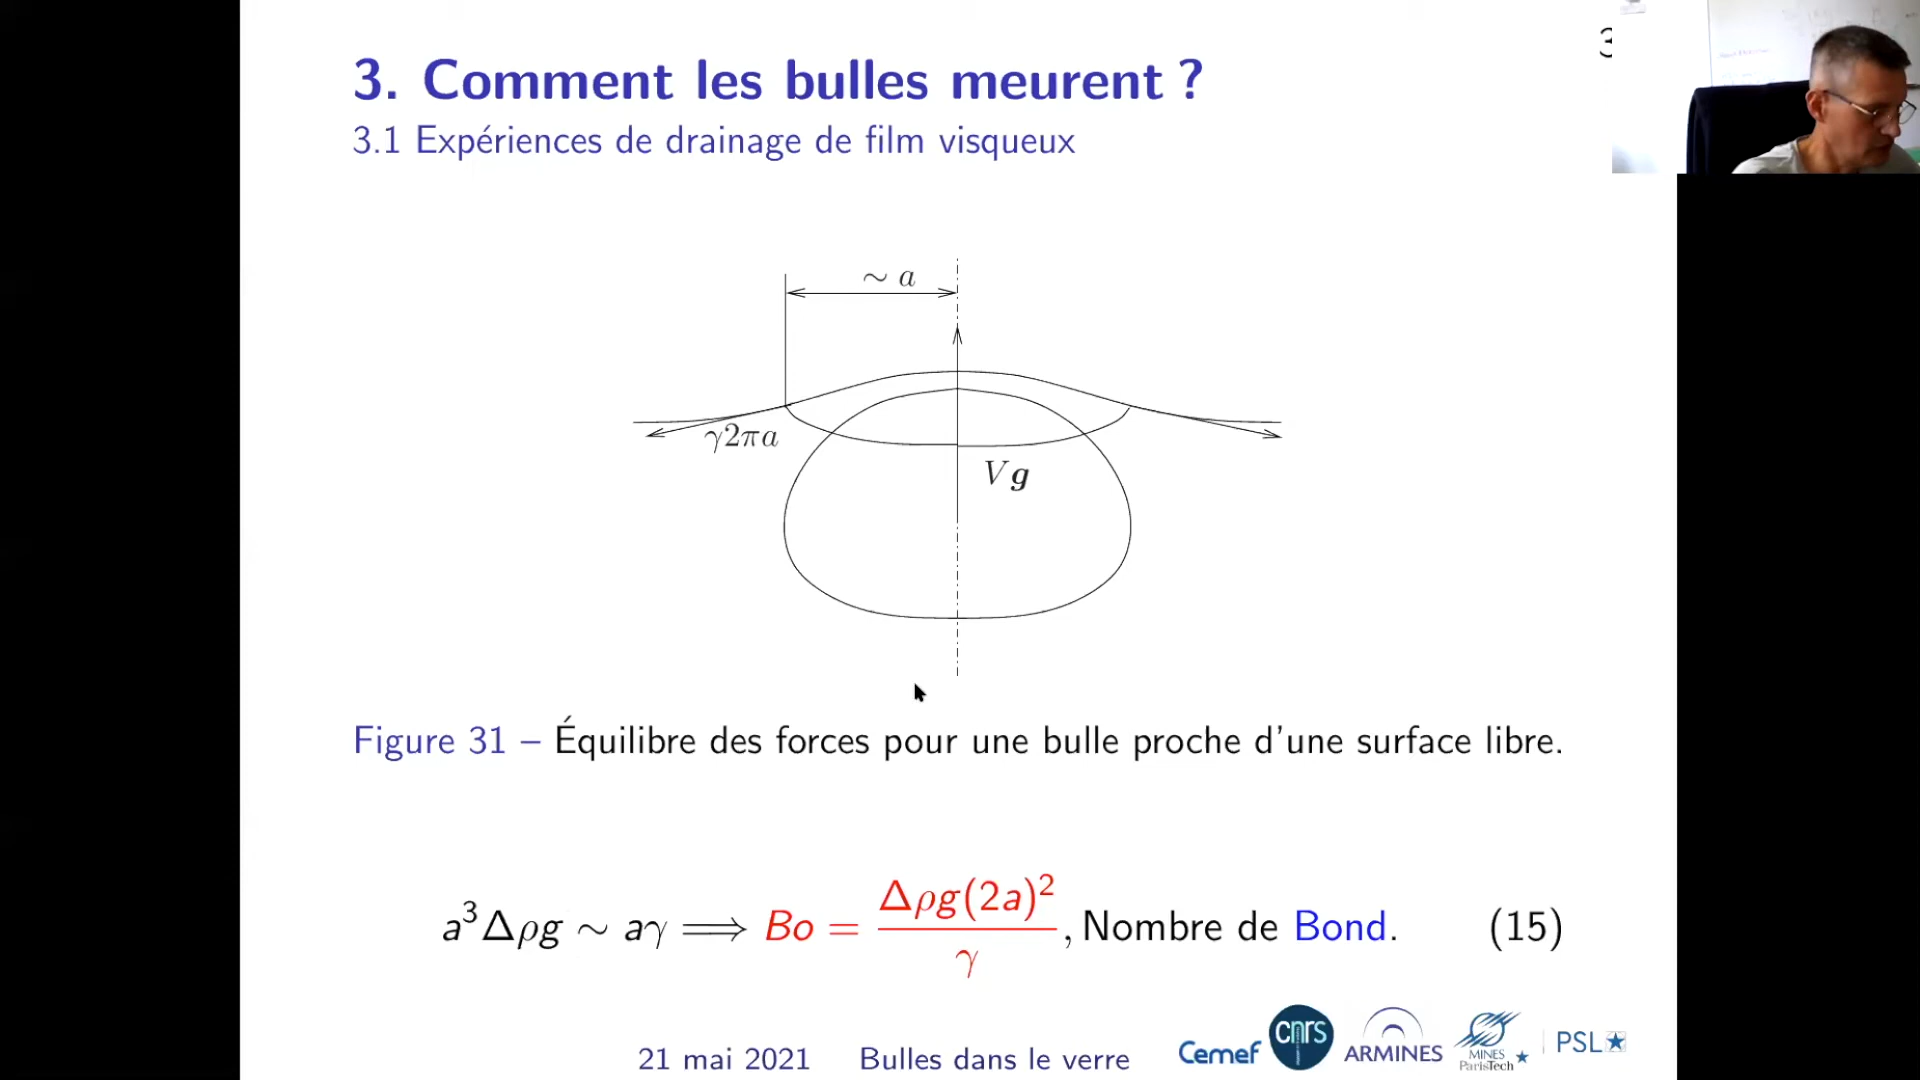 3. Comment les bulles meurent ?
3.1 Expériences de drainage de film visqueux
3
∼ a
γ2πa
Vg
Figure 31 – Équilibre des forces pour une bulle proche d'une surface libre.
a³Δρg ∼ aγ ⟹ Bo = Δρg(2a)²/γ , Nombre de Bond. (15)
21 mai 2021 Bulles dans le verre
Cemef
cnrs
ARMINES
MINES
ParisTech
PSL★